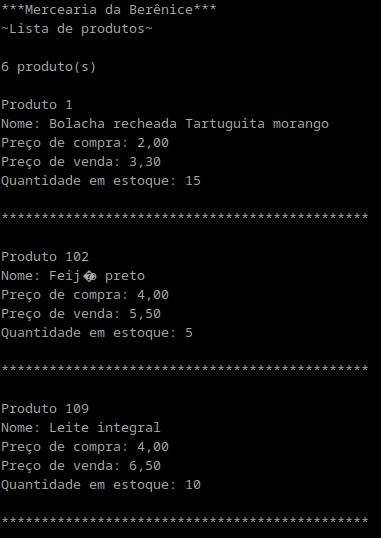 ***Mercearia da Berênice***
~Lista de produtos~
6 produto(s)
Produto 1
Nome: Bolacha recheada Tartuguita morango
Preço de compra: 2,00
Preço de venda: 3,30
Quantidade em estoque: 15
**********************************************
Produto 102
Nome: Feij�o preto
Preço de compra: 4,00
Preço de venda: 5,50
Quantidade em estoque: 5
**********************************************
Produto 109
Nome: Leite integral
Preço de compra: 4,00
Preço de venda: 6,50
Quantidade em estoque: 10
**********************************************